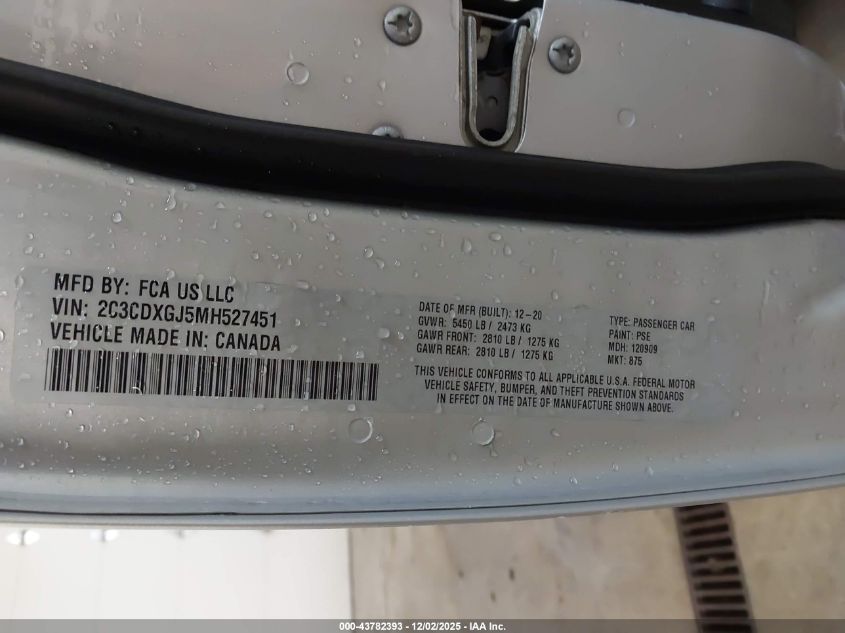 MFD BY: FCA US LLC
VIN: 2C3CDXGJ5MH527451
VEHICLE MADE IN: CANADA
DATE OF MFR (BUILT): 12-20
GVWR: 5450 LB / 2473 KG
GAWR FRONT: 2810 LB / 1275 KG
GAWR REAR: 2810 LB / 1275 KG
TYPE: PASSENGER CAR
PAINT: PSE
MDH: 120909
MKT: 875
THIS VEHICLE CONFORMS TO ALL APPLICABLE U.S.A. FEDERAL MOTOR
VEHICLE SAFETY, BUMPER, AND THEFT PREVENTION STANDARDS
IN EFFECT ON THE DATE OF MANUFACTURE SHOWN ABOVE.
000-43782393 - 12/02/2025 - IAA Inc.